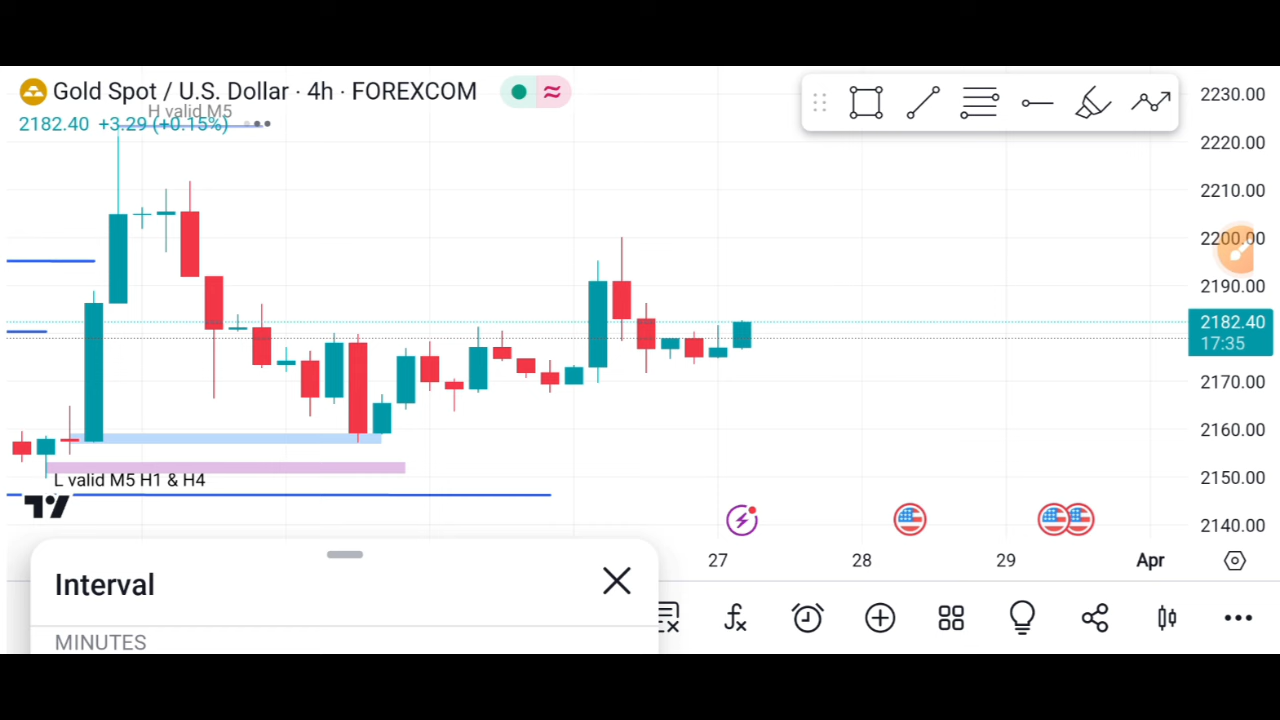 Gold Spot / U.S. Dollar · 4h · FOREXCOM
H valid M5
2182.40 +3.29 (+0.15%)
2230.00
2220.00
2210.00
2200.00
2190.00
2182.40
17:35
2170.00
2160.00
2150.00
2140.00
L valid M5 H1 & H4
27
28
29
Apr
Interval
MINUTES